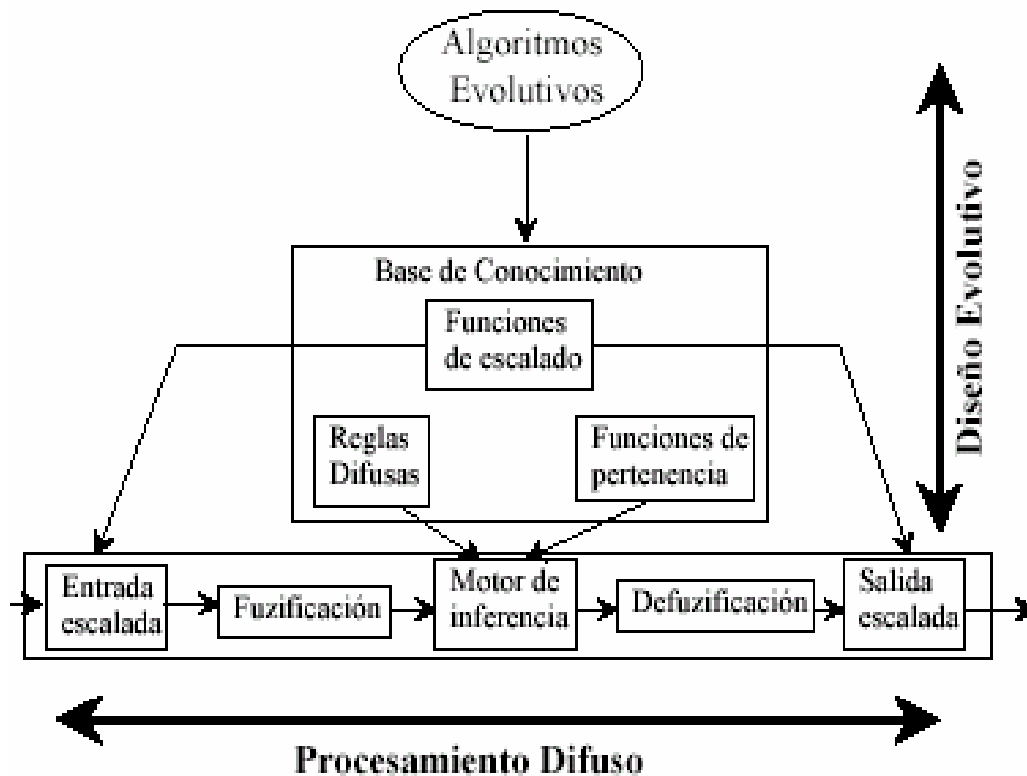 Algoritmos
Evolutivos
Base de Conocimiento
Funciones
de escalado
Reglas
Difusas
Funciones de
pertenencia
Diseño Evolutivo
Entrada
escalada
Fuzificación
Motor de
inferencia
Defuzificación
Salida
escalada
Procesamiento Difuso